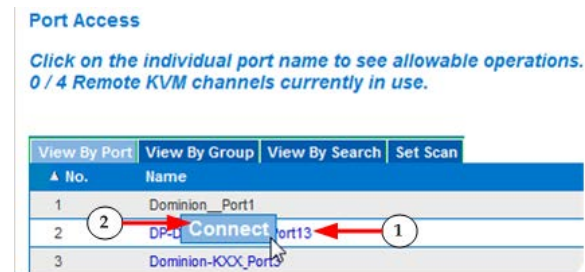 Port Access
Click on the individual port name to see allowable operations.
0 / 4 Remote KVM channels currently in use.
View By Port View By Group View By Search Set Scan
▲ No. Name
1 Dominion__Port1
2 DP-D Connect Port13 1
2
3 Dominion-KXX_Port3